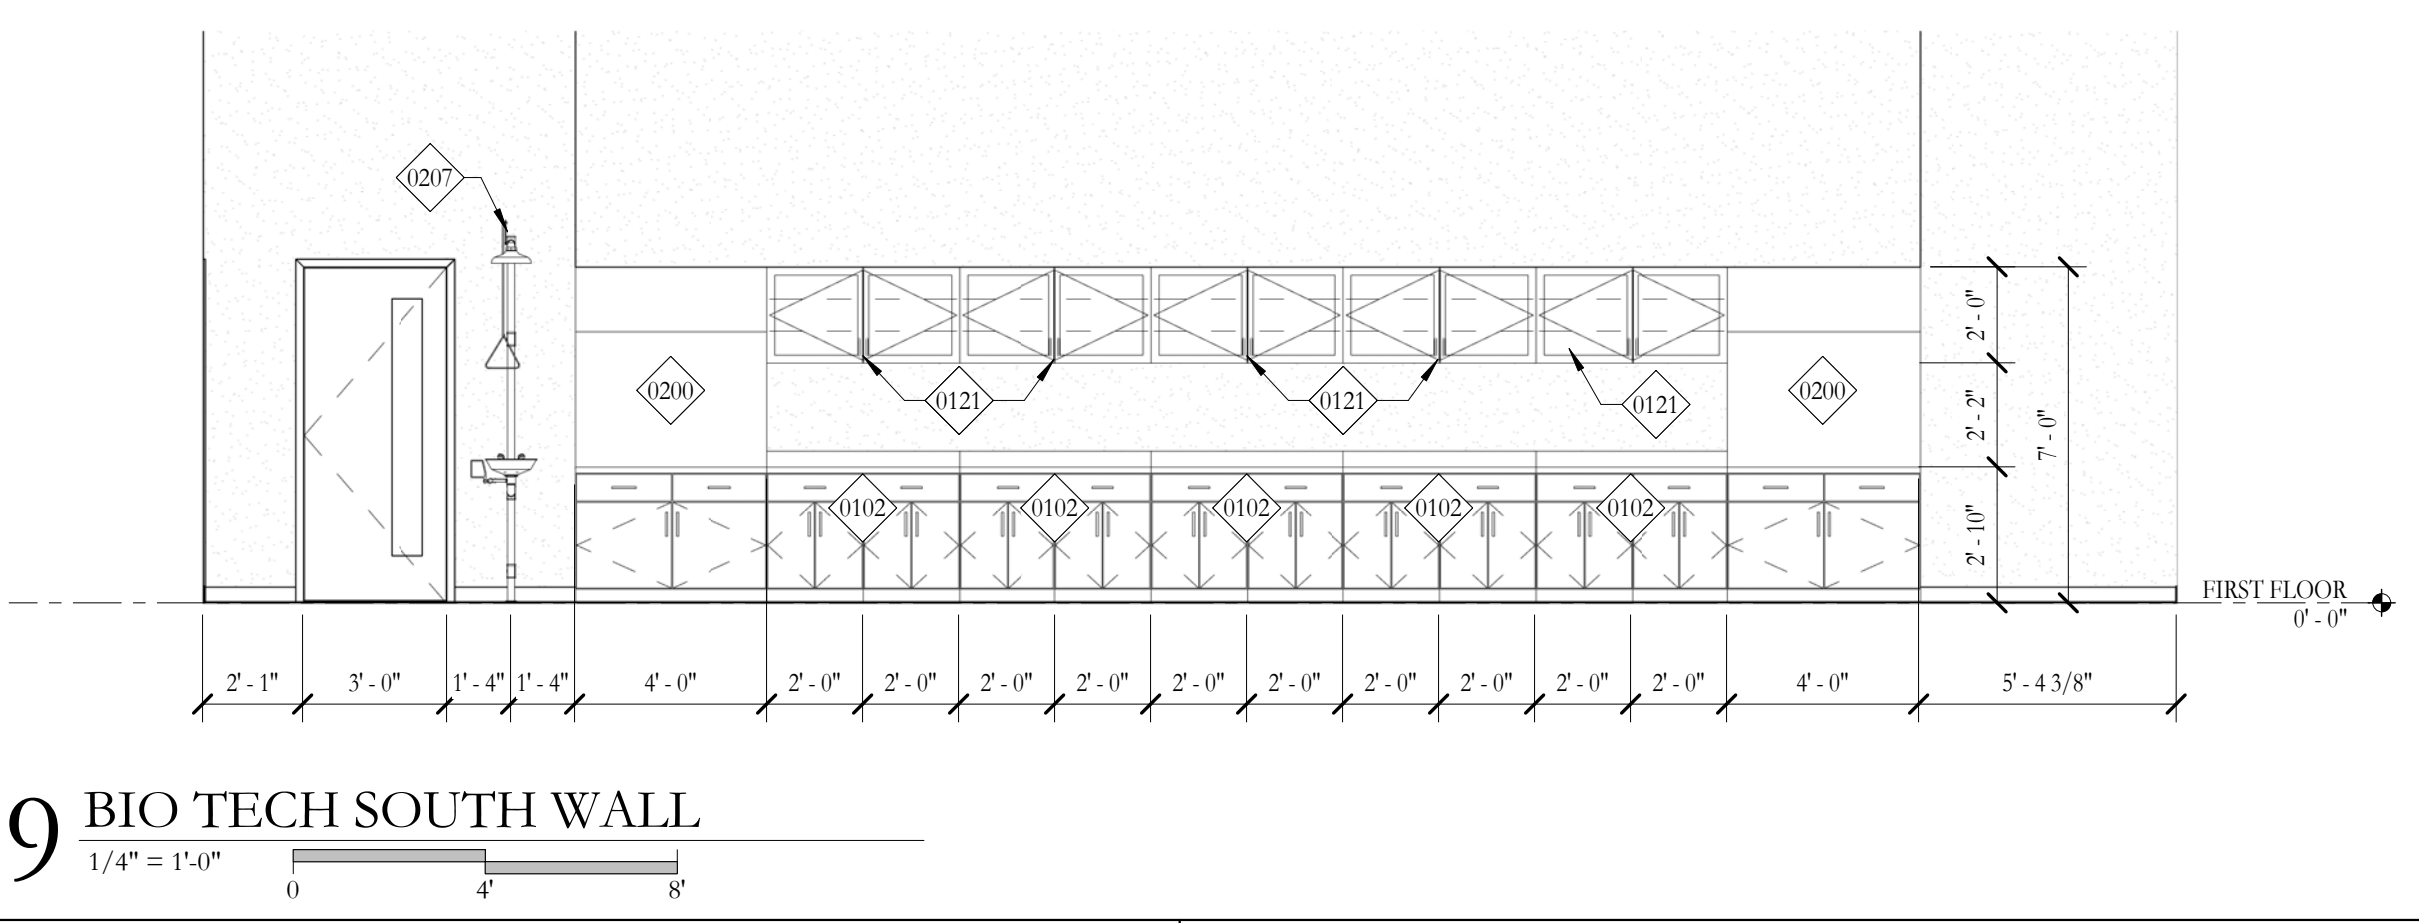 0207
0200
0121
0121
0121
0200
0102
0102
0102
0102
0102
2' - 0"
2' - 2"
2' - 10"
7' - 0"
FIRST FLOOR
0' - 0"
2' - 1"
3' - 0"
1' - 4"
1' - 4"
4' - 0"
2' - 0"
2' - 0"
2' - 0"
2' - 0"
2' - 0"
2' - 0"
2' - 0"
2' - 0"
2' - 0"
2' - 0"
4' - 0"
5' - 4 3/8"
9
BIO TECH SOUTH WALL
1/4" = 1'-0"
0
4'
8'